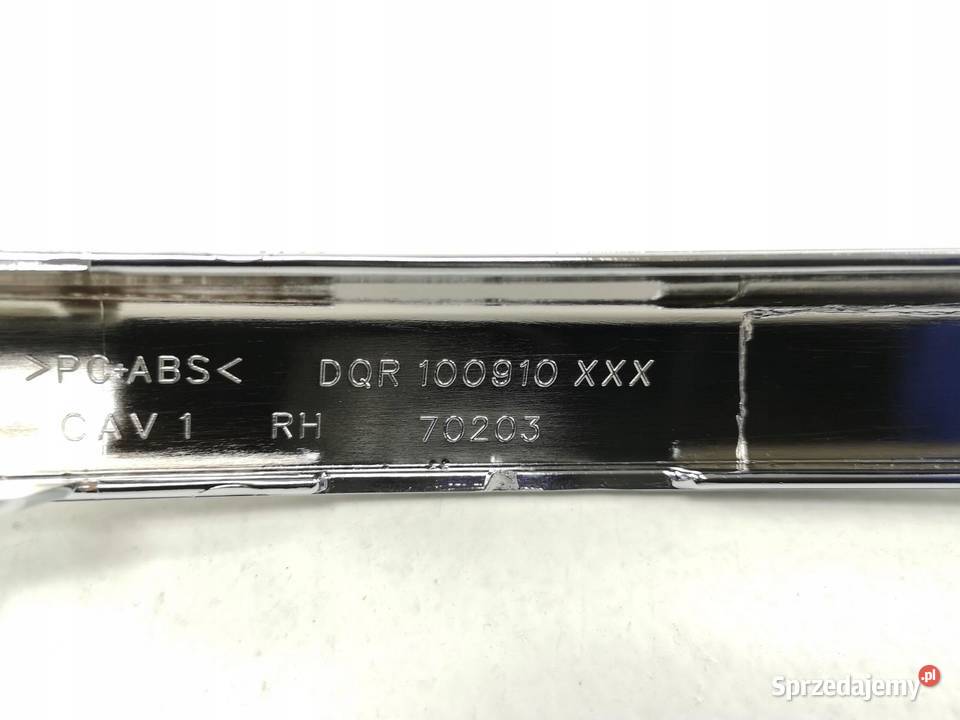 >PC+ABS< DQR 100910 XXX
CAV 1 RH 70203
Sprzedajemy.pl